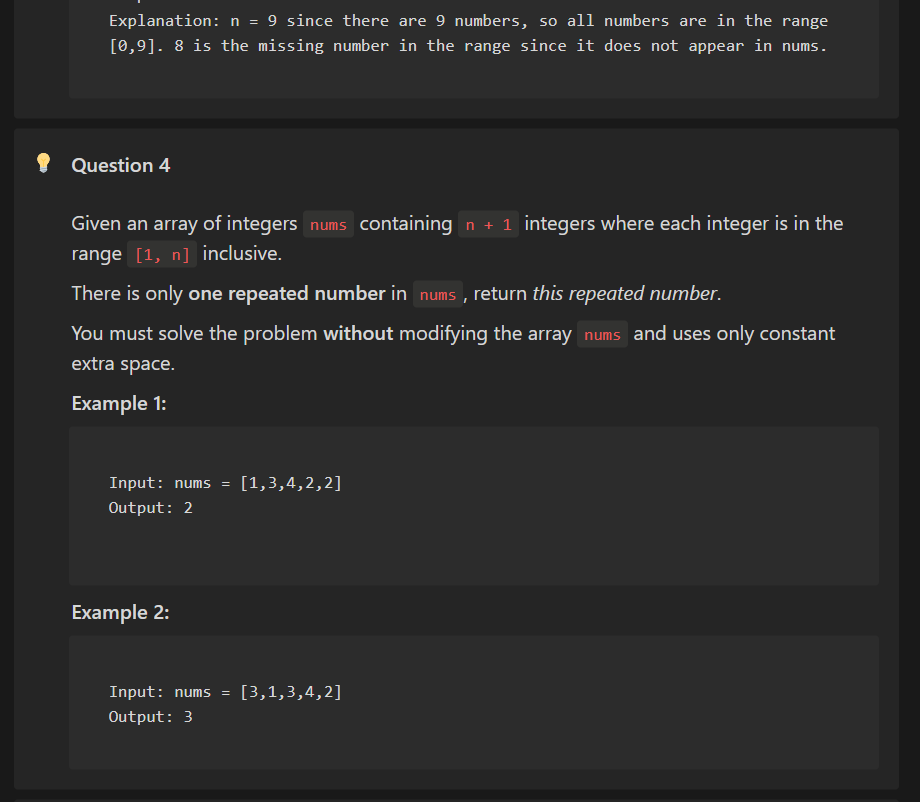 Explanation: n = 9 since there are 9 numbers, so all numbers are in the range
[0,9]. 8 is the missing number in the range since it does not appear in nums.
Question 4
Given an array of integers nums containing n + 1 integers where each integer is in the
range [1, n] inclusive.
There is only one repeated number in nums , return this repeated number.
You must solve the problem without modifying the array nums and uses only constant
extra space.
Example 1:
Input: nums = [1,3,4,2,2]
Output: 2
Example 2:
Input: nums = [3,1,3,4,2]
Output: 3